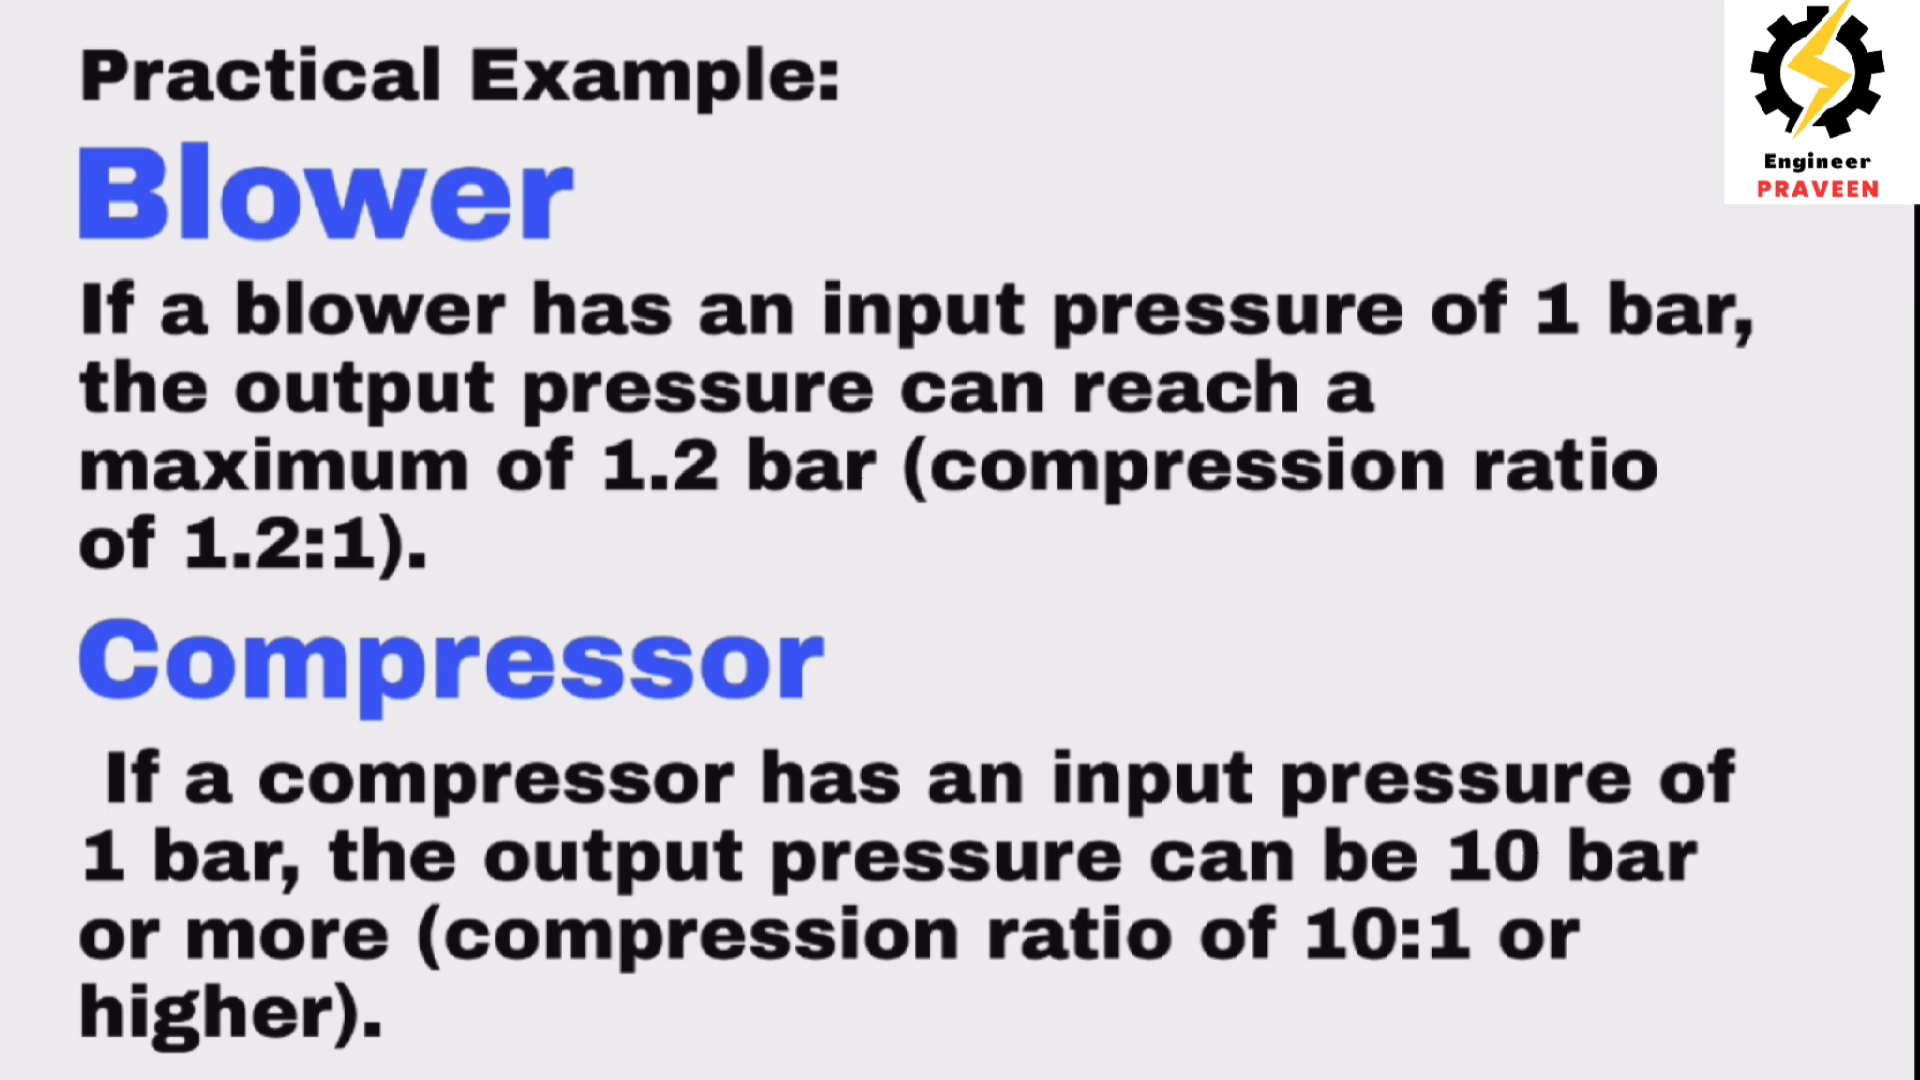 Practical Example:
Engineer
PRAVEEN
Blower
If a blower has an input pressure of 1 bar,
the output pressure can reach a
maximum of 1.2 bar (compression ratio
of 1.2:1).
Compressor
If a compressor has an input pressure of
1 bar, the output pressure can be 10 bar
or more (compression ratio of 10:1 or
higher).